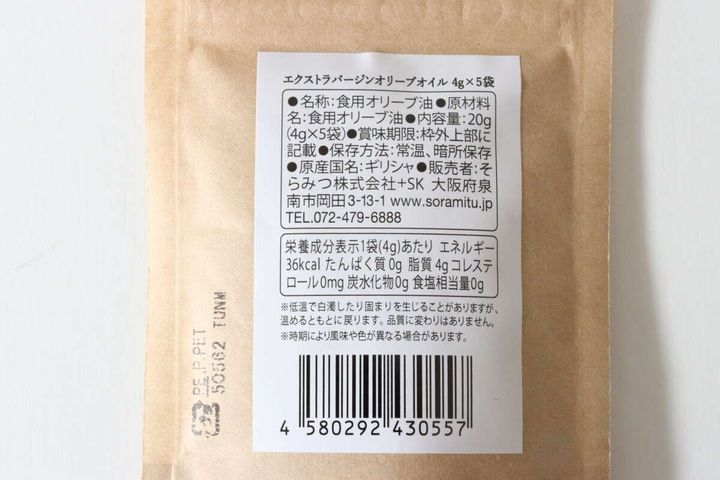 エクストラバージンオリーブオイル 4g×5袋
●名称:食用オリーブ油●原材料
名:食用オリーブ油●内容量:20g
(4g×5袋)●賞味期限:枠外上部に
記載●保存方法:常温、暗所保存
●原産国名:ギリシャ●販売者:そ
らみつ株式会社+SK 大阪府泉
南市岡田3-13-1 www.soramitu.jp
TEL.072-479-6888
栄養成分表示1袋(4g)あたり エネルギー
36kcal たんぱく質0g 脂質 4gコレステ
ロール0mg 炭水化物0g 食塩相当量0g
※低温で白濁したり固まりを生じることがありますが、
温めるともとに戻ります。品質に変わりはありません。
※時期により風味や色が異なる場合があります。
4 580292 430557
PE.P.PET
50562 TUNM